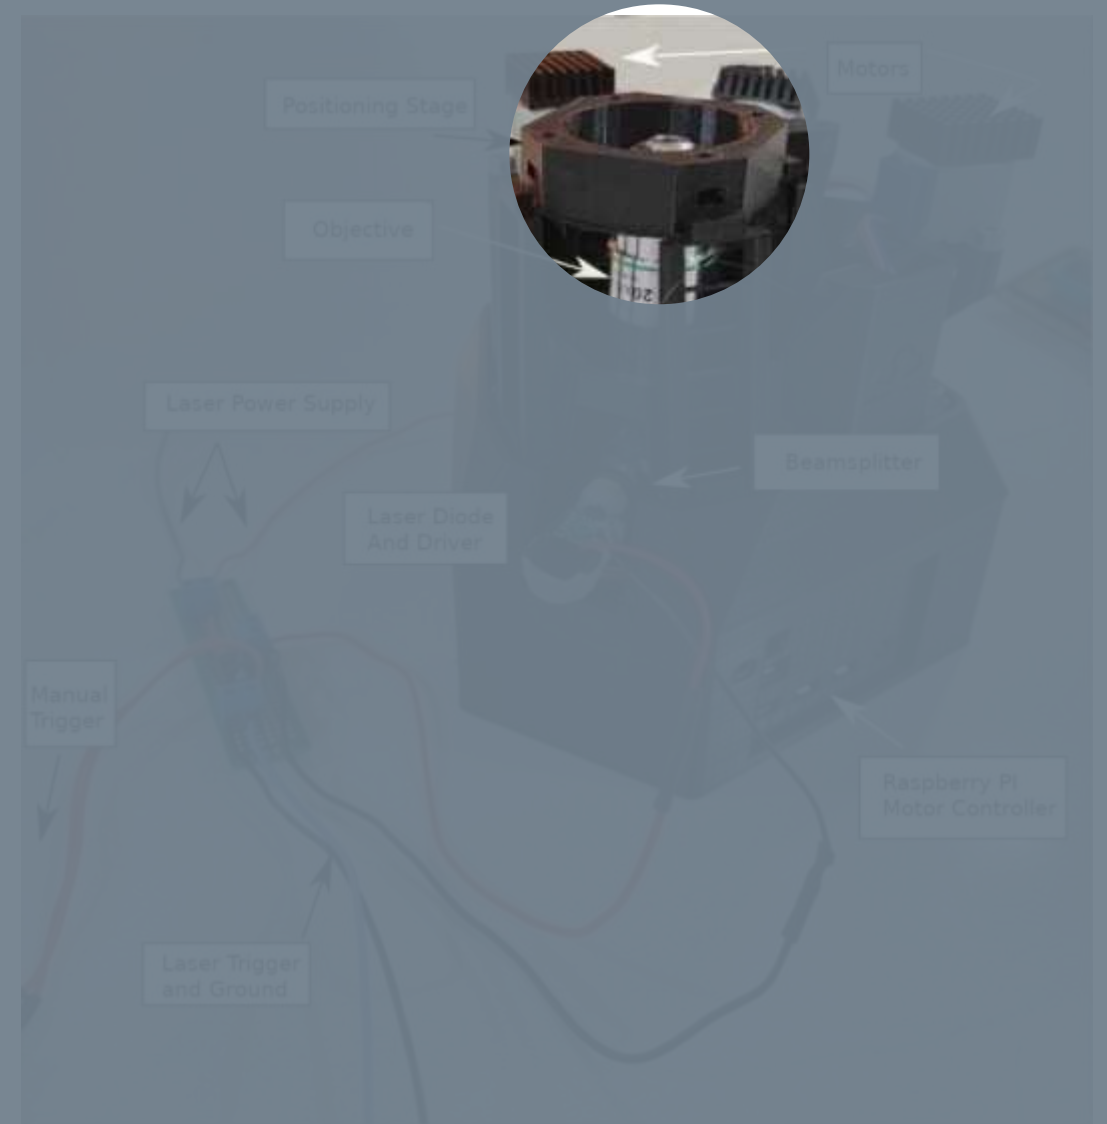 Motors
Positioning Stage
Objective
Laser Power Supply
Beamsplitter
Laser Diode
And Driver
Manual
Trigger
Raspberry Pi
Motor Controller
Laser Trigger
and Ground